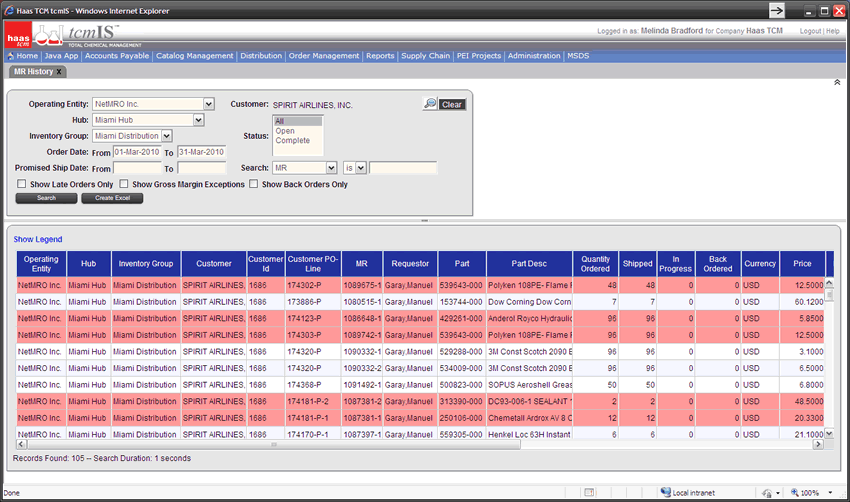 Haas TCM tcmIS - Windows Internet Explorer
haas tcm tcmIS TOTAL CHEMICAL MANAGEMENT
Logged in as: Melinda Bradford for Company Haas TCM Logout | Help
Home | Java App | Accounts Payable | Catalog Management | Distribution | Order Management | Reports | Supply Chain | PEI Projects | Administration | MSDS
MR History X
Operating Entity: NetMRO Inc. Customer: SPIRIT AIRLINES, INC. Clear
Hub: Miami Hub Status: All
Open
Inventory Group: Miami Distribution Complete
Order Date: From 01-Mar-2010 To 31-Mar-2010
Promised Ship Date: From To Search: MR is
Show Late Orders Only Show Gross Margin Exceptions Show Back Orders Only
Search Create Excel
Show Legend
Operating Entity Hub Inventory Group Customer Customer Id Customer PO-Line MR Requestor Part Part Desc Quantity Ordered Shipped In Progress Back Ordered Currency Price
NetMRO Inc. Miami Hub Miami Distribution SPIRIT AIRLINES, 1686 174302-P 1089675-1 Garay,Manuel 539643-000 Polyken 108PE- Flame F 48 48 0 0 USD 12.5000
NetMRO Inc. Miami Hub Miami Distribution SPIRIT AIRLINES, 1686 173886-P 1080515-1 Garay,Manuel 153744-000 Dow Corning Dow Corn 7 7 0 0 USD 60.1200
NetMRO Inc. Miami Hub Miami Distribution SPIRIT AIRLINES, 1686 174123-P 1086648-1 Garay,Manuel 429261-000 Anderol Royco Hydraulic 96 96 0 0 USD 5.8500
NetMRO Inc. Miami Hub Miami Distribution SPIRIT AIRLINES, 1686 174303-P 1089742-1 Garay,Manuel 539643-000 Polyken 108PE- Flame F 96 96 0 0 USD 12.5000
NetMRO Inc. Miami Hub Miami Distribution SPIRIT AIRLINES, 1686 174320-P 1090332-1 Garay,Manuel 529288-000 3M Const Scotch 2090 E 96 96 0 0 USD 3.1000
NetMRO Inc. Miami Hub Miami Distribution SPIRIT AIRLINES, 1686 174320-P 1090332-2 Garay,Manuel 534009-000 3M Const Scotch 2090 E 96 96 0 0 USD 6.5000
NetMRO Inc. Miami Hub Miami Distribution SPIRIT AIRLINES, 1686 174368-P 1091492-1 Garay,Manuel 500823-000 SOPUS Aeroshell Greas 50 50 0 0 USD 6.8000
NetMRO Inc. Miami Hub Miami Distribution SPIRIT AIRLINES, 1686 174181-P-2 1087381-2 Garay,Manuel 313390-000 DC93-006-1 SEALANT 2 2 0 0 USD 48.5000
NetMRO Inc. Miami Hub Miami Distribution SPIRIT AIRLINES, 1686 174181-P-1 1087381-1 Garay,Manuel 250106-000 Chemetall Ardrox AV 8 C 12 12 0 0 USD 20.3300
NetMRO Inc. Miami Hub Miami Distribution SPIRIT AIRLINES, 1686 174170-P-1 1087397-1 Garay,Manuel 559305-000 Henkel Loc 63H Instant 6 6 0 0 USD 21.1000
Records Found: 105 -- Search Duration: 1 seconds
Done Local intranet 100%